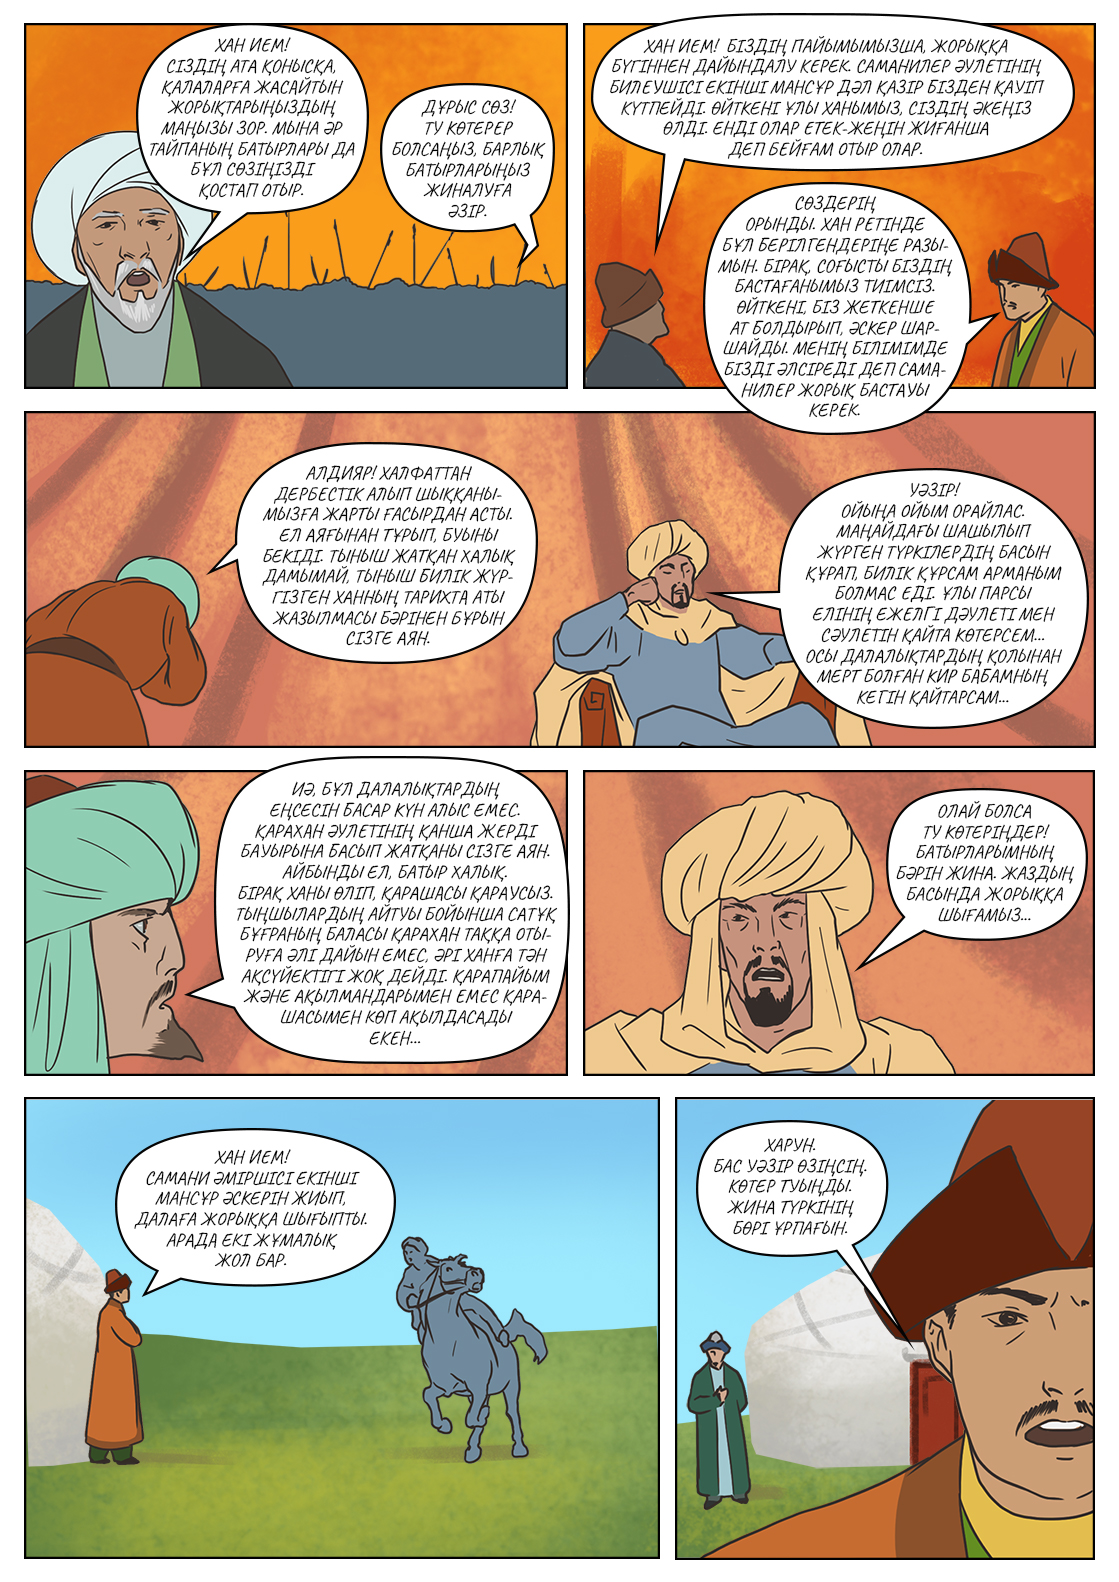 ХАН ИЕМ!
СІЗДІҢ АТА ҚОНЫСҚА,
ҚАЛАЛАРҒА ЖАСАЙТЫН
ЖОРЫҚТАРЫҢЫЗДЫҢ
МАҢЫЗЫ ЗОР. МЫНА ӘР
ТАЙПАНЫҢ БАТЫРЛАРЫ ДА
БҰЛ СӨЗІҢІЗДІ
ҚОСТАП ОТЫР.
ДҰРЫС СӨЗ!
ТУ КӨТЕРЕР
БОЛСАҢЫЗ, БАРЛЫҚ
БАТЫРЛАРЫҢЫЗ
ЖИНАЛУҒА
ӘЗІР.
ХАН ИЕМ! БІЗДІҢ ПАЙЫМЫМЫЗША, ЖОРЫҚҚА
БҮГІННЕН ДАЙЫНДАЛУ КЕРЕК. САМАНИЛЕР ӘУЛЕТІНІҢ
БИЛЕУШІСІ ЕКІНШІ МАНСҰР ДӘЛ ҚАЗІР БІЗДЕН ҚАУІП
КҮТПЕЙДІ. ӨЙТКЕНІ ҰЛЫ ХАНЫМЫЗ, СІЗДІҢ ӘКЕҢІЗ
ӨЛДІ. ЕНДІ ОЛАР ЕТЕК-ЖЕҢІН ЖИҒАНША
ДЕП БЕЙҒАМ ОТЫР ОЛАР.
СӨЗДЕРІҢ
ОРЫНДЫ. ХАН РЕТІНДЕ
БҰЛ БЕРІЛГЕНДЕРІҢЕ РАЗЫ-
МЫН. БІРАҚ, СОҒЫСТЫ БІЗДІҢ
БАСТАҒАНЫМЫЗ ТИІМСІЗ.
ӨЙТКЕНІ, БІЗ ЖЕТКЕНШЕ
АТ БОЛДЫРЫП, ӘСКЕР ШАР-
ШАЙДЫ. МЕНІҢ БІЛІМІМДЕ
БІЗДІ ӘЛСІРЕДІ ДЕП САМА-
НИЛЕР ЖОРЫҚ БАСТАУЫ
КЕРЕК.
АЛДИЯР! ХАЛФАТТАН
ДЕРБЕСТІК АЛЫП ШЫҚҚАНЫ-
МЫЗҒА ЖАРТЫ ҒАСЫРДАН АСТЫ.
ЕЛ АЯҒЫНАН ТҰРЫП, БУЫНЫ
БЕКІДІ. ТЫНЫШ ЖАТҚАН ХАЛЫҚ
ДАМЫМАЙ, ТЫНЫШ БИЛІК ЖҮР-
ГІЗГЕН ХАННЫҢ ТАРИХТА АТЫ
ЖАЗЫЛМАСЫ БӘРІНЕН БҰРЫН
СІЗГЕ АЯН.
УӘЗІР!
ОЙЫҢА ОЙЫМ ОРАЙЛАС.
МАҢАЙДАҒЫ ШАШЫЛЫП
ЖҮРГЕН ТҮРКІЛЕРДІҢ БАСЫН
ҚҰРАП, БИЛІК ҚҰРСАМ АРМАНЫМ
БОЛМАС ЕДІ. ҰЛЫ ПАРСЫ
ЕЛІНІҢ ЕЖЕЛГІ ДӘУЛЕТІ МЕН
СӘУЛЕТІН ҚАЙТА КӨТЕРСЕМ...
ОСЫ ДАЛАЛЫҚТАРДЫҢ ҚОЛЫНАН
МЕРТ БОЛҒАН КИР БАБАМНЫҢ
КЕГІН ҚАЙТАРСАМ...
ИӘ, БҰЛ ДАЛАЛЫҚТАРДЫҢ
ЕҢСЕСІН БАСАР КҮН АЛЫС ЕМЕС.
ҚАРАХАН ӘУЛЕТІНІҢ ҚАНША ЖЕРДІ
БАУЫРЫНА БАСЫП ЖАТҚАНЫ СІЗГЕ АЯН.
АЙБЫНДЫ ЕЛ, БАТЫР ХАЛЫҚ.
БІРАҚ ХАНЫ ӨЛІП, ҚАРАШАСЫ ҚАРАУСЫЗ.
ТЫҢШЫЛАРДЫҢ АЙТУЫ БОЙЫНША САТҰҚ
БҰҒРАНЫҢ БАЛАСЫ ҚАРАХАН ТАҚҚА ОТЫ-
РУҒА ӘЛІ ДАЙЫН ЕМЕС, ӘРІ ХАНҒА ТӘН
АҚСҮЙЕКТІГІ ЖОҚ ДЕЙДІ. ҚАРАПАЙЫМ
ЖӘНЕ АҚЫЛМАНДАРЫМЕН ЕМЕС ҚАРА-
ШАСЫМЕН КӨП АҚЫЛДАСАДЫ
ЕКЕН...
ОЛАЙ БОЛСА
ТУ КӨТЕРІҢДЕР!
БАТЫРЛАРЫМНЫҢ
БӘРІН ЖИНА. ЖАЗДЫҢ
БАСЫНДА ЖОРЫҚҚА
ШЫҒАМЫЗ...
ХАН ИЕМ!
САМАНИ ӘМІРШІСІ ЕКІНШІ
МАНСҰР ӘСКЕРІН ЖИЫП,
ДАЛАҒА ЖОРЫҚҚА ШЫҒЫПТЫ.
АРАДА ЕКІ ЖҰМАЛЫҚ
ЖОЛ БАР.
ХАРУН.
БАС УӘЗІР ӨЗІҢСІҢ.
КӨТЕР ТУЫҢДЫ.
ЖИНА ТҮРКІНІҢ
БӨРІ ҰРПАҒЫН.